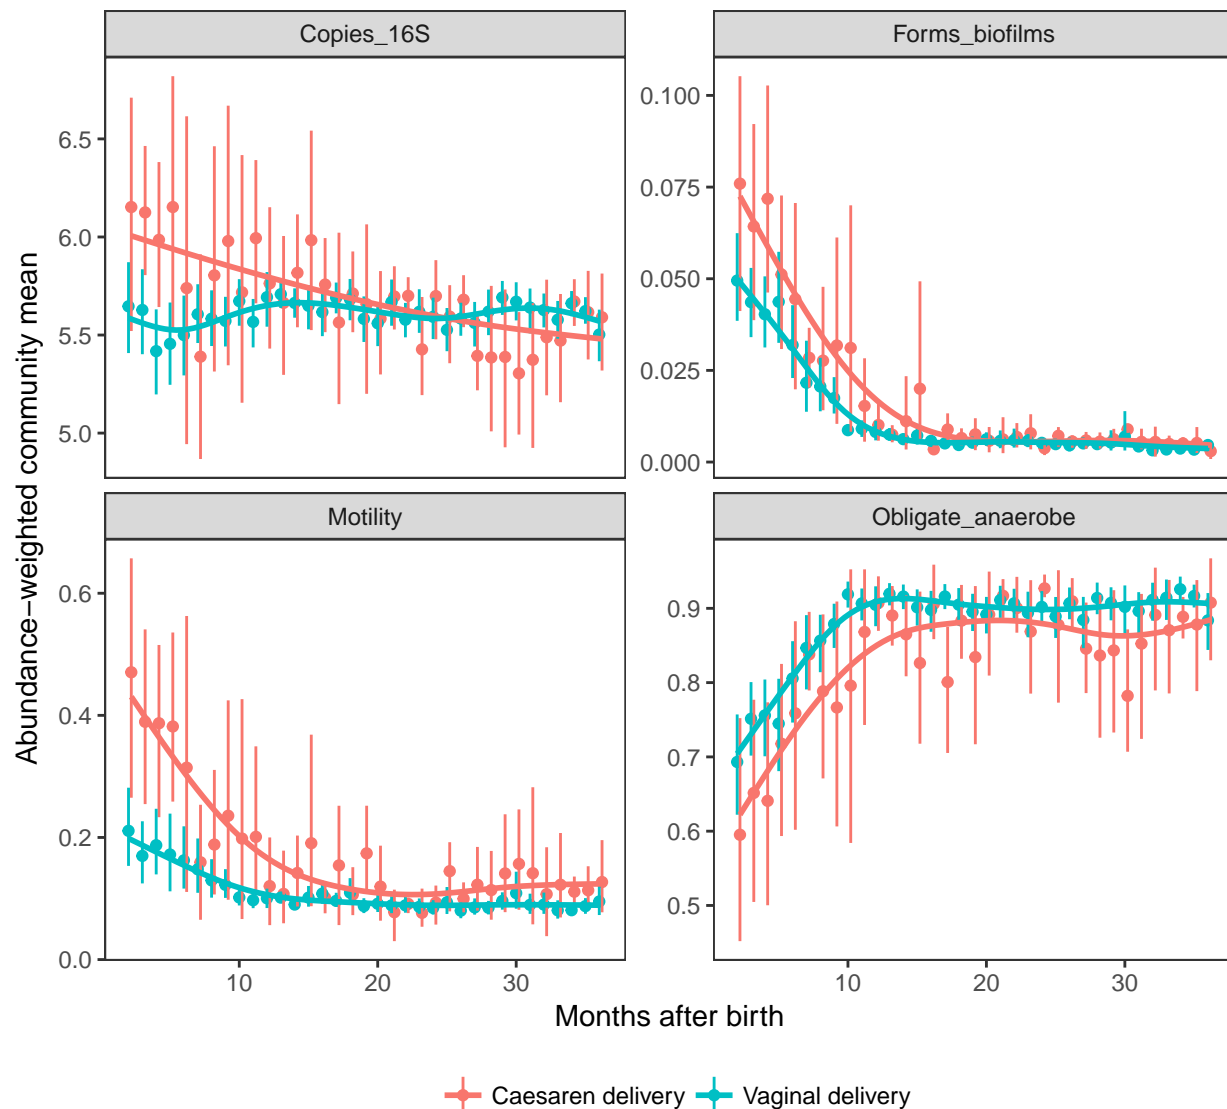 Copies_16S
Forms_biofilms
6.5
6.0
5.5
5.0
0.100
0.075
0.050
0.025
0.000
Motility
Obligate_anaerobe
0.6
0.4
0.2
0.0
0.9
0.8
0.7
0.6
0.5
10 20 30
10 20 30
Abundance−weighted community mean
Months after birth
Caesaren delivery
Vaginal delivery